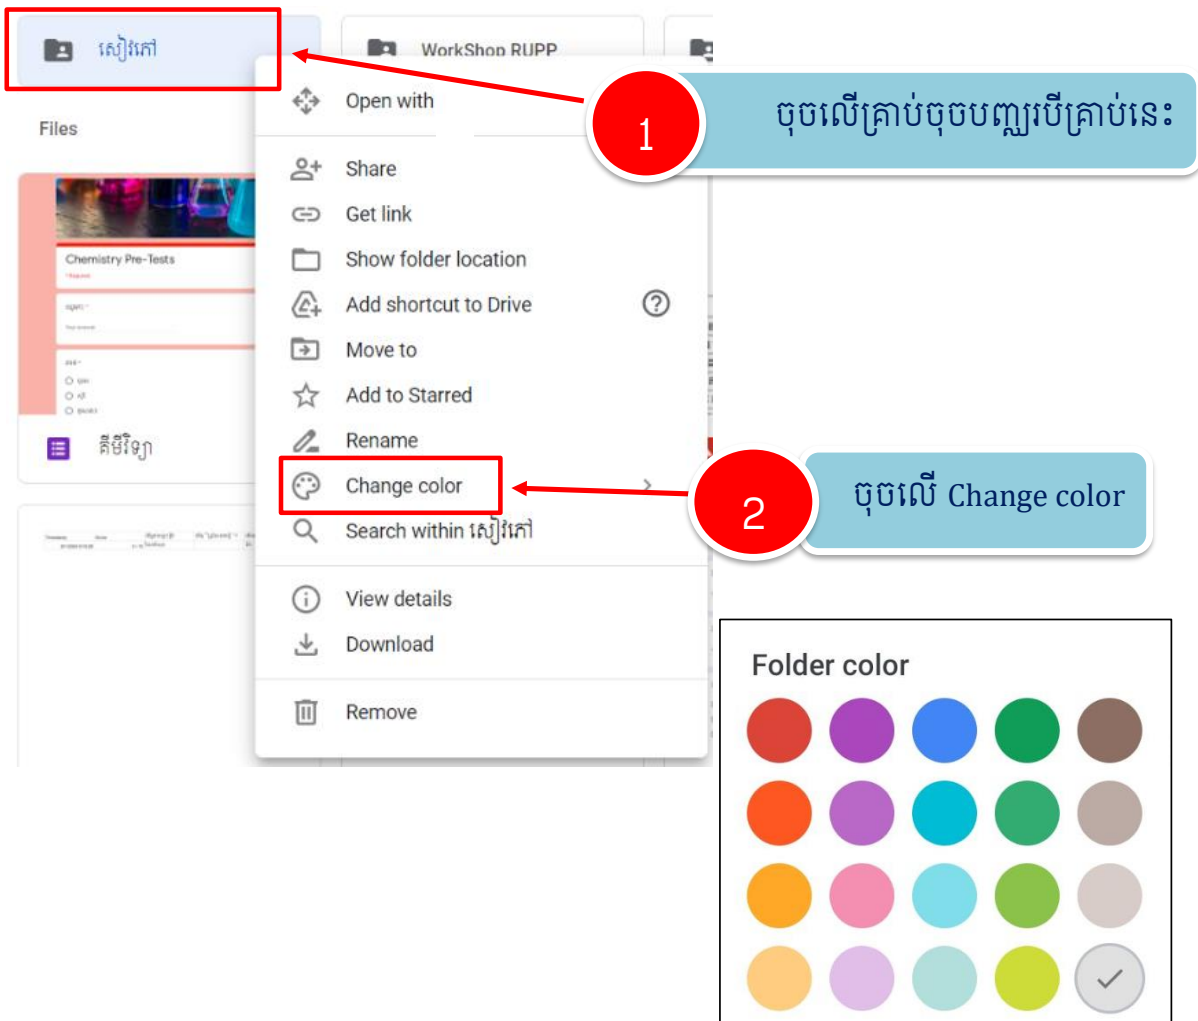 សៀវភៅ
WorkShop RUPP
Open with
1
ចុចលើគ្រាប់ចុចបញ្ឈរបីគ្រាប់នេះ
Files
Share
Get link
Chemistry Pre-Tests
Show folder location
Add shortcut to Drive
Move to
Add to Starred
គីមីវិទ្យា
Rename
Change color
2
ចុចលើ Change color
Search within សៀវភៅ
View details
Download
Folder color
Remove